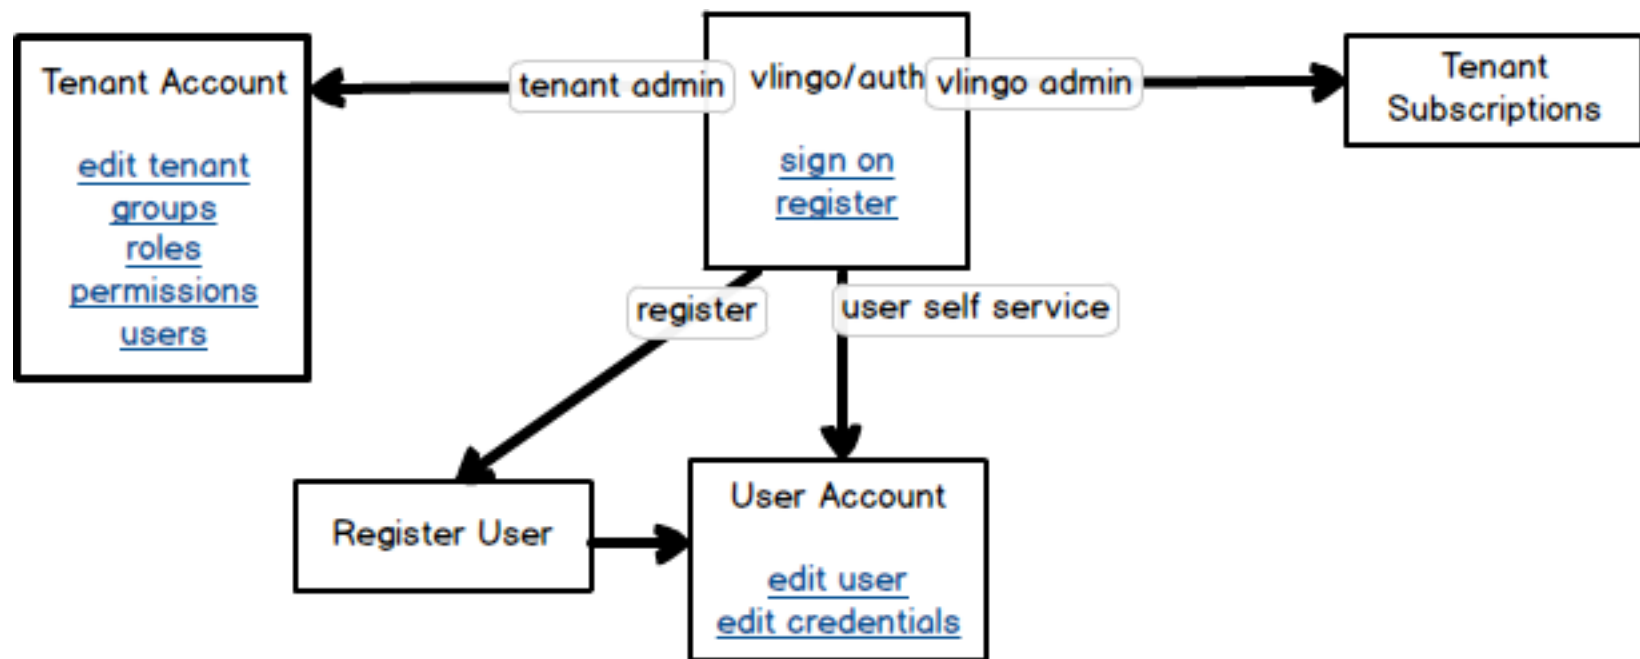 Tenant Account
edit tenant
groups
roles
permissions
users
tenant admin
vlingo/auth
sign on
register
vlingo admin
Tenant
Subscriptions
register
user self service
Register User
User Account
edit user
edit credentials